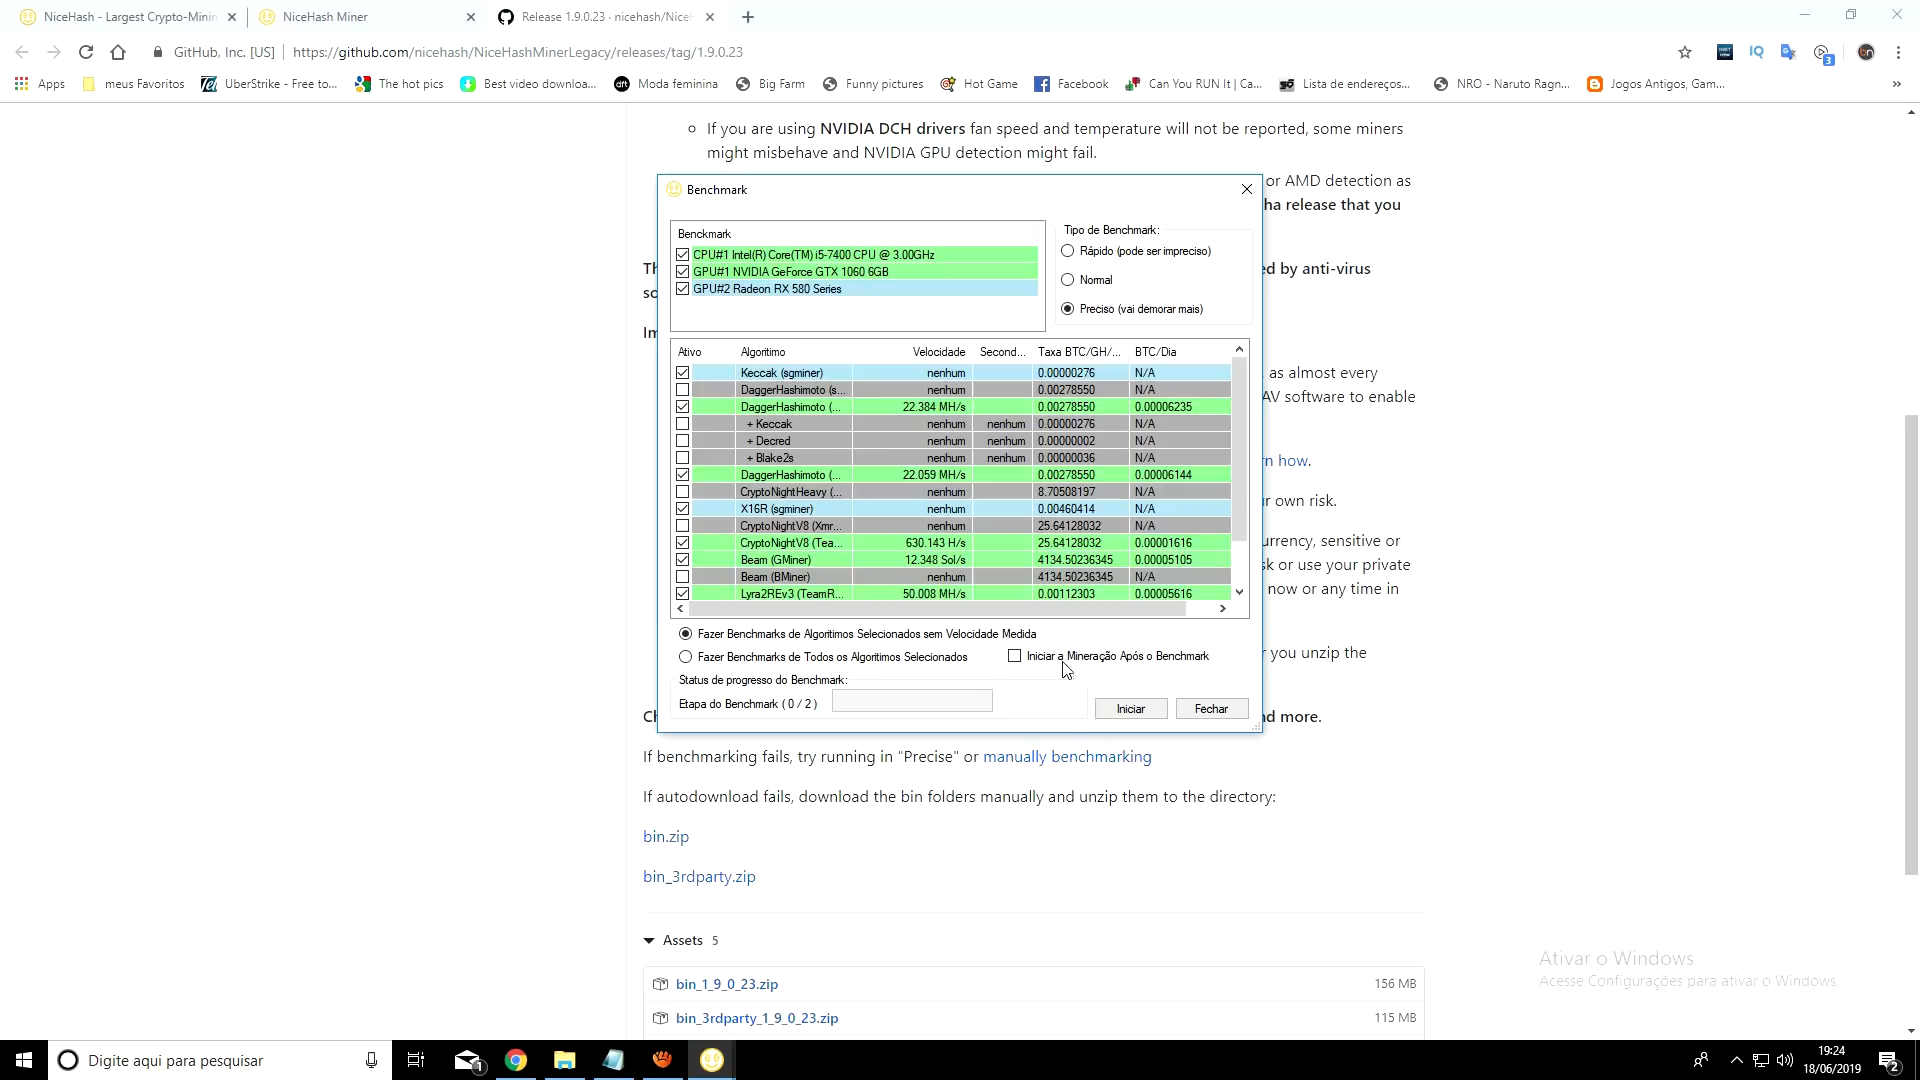 NiceHash - Largest Crypto-Minin
NiceHash Miner
Release 1.9.0.23 · nicehash/NiceH
GitHub, Inc. [US]
https://github.com/nicehash/NiceHashMinerLegacy/releases/tag/1.9.0.23
IQ
3
bn
Apps
meus Favoritos
UberStrike - Free to...
The hot pics
Best video downloa...
Moda feminina
Big Farm
Funny pictures
Hot Game
Facebook
Can You RUN It | Ca...
Lista de endereços...
NRO - Naruto Ragn...
Jogos Antigos, Gam...
If you are using NVIDIA DCH drivers fan speed and temperature will not be reported, some miners
might misbehave and NVIDIA GPU detection might fail.
or AMD detection as
ha release that you
ed by anti-virus
as almost every
AV software to enable
rn how.
r own risk.
urrency, sensitive or
sk or use your private
now or any time in
r you unzip the
nd more.
Benchmark
Benckmark
CPU#1 Intel(R) Core(TM) i5-7400 CPU @ 3.00GHz
GPU#1 NVIDIA GeForce GTX 1060 6GB
GPU#2 Radeon RX 580 Series
Tipo de Benchmark:
Rápido (pode ser impreciso)
Normal
Preciso (vai demorar mais)
Ativo Algoritimo Velocidade Second... Taxa BTC/GH/... BTC/Dia
Keccak (sgminer) nenhum 0.00000276 N/A
DaggerHashimoto (s... nenhum 0.00278550 N/A
DaggerHashimoto (... 22.384 MH/s 0.00278550 0.00006235
+ Keccak nenhum nenhum 0.00000276 N/A
+ Decred nenhum nenhum 0.00000002 N/A
+ Blake2s nenhum nenhum 0.00000036 N/A
DaggerHashimoto (... 22.059 MH/s 0.00278550 0.00006144
CryptoNightHeavy (... nenhum 8.70508197 N/A
X16R (sgminer) nenhum 0.00460414 N/A
CryptoNightV8 (Xmr... nenhum 25.64128032 N/A
CryptoNightV8 (Tea... 630.143 H/s 25.64128032 0.00001616
Beam (GMiner) 12.348 Sol/s 4134.50236345 0.00005105
Beam (BMiner) nenhum 4134.50236345 N/A
Lyra2REv3 (TeamR... 50.008 MH/s 0.00112303 0.00005616
Fazer Benchmarks de Algoritimos Selecionados sem Velocidade Medida
Fazer Benchmarks de Todos os Algoritimos Selecionados
Iniciar a Mineração Após o Benchmark
Status de progresso do Benchmark:
Etapa do Benchmark ( 0 / 2 )
Iniciar
Fechar
If benchmarking fails, try running in "Precise" or manually benchmarking
If autodownload fails, download the bin folders manually and unzip them to the directory:
bin.zip
bin_3rdparty.zip
Assets 5
bin_1_9_0_23.zip 156 MB
bin_3rdparty_1_9_0_23.zip 115 MB
Ativar o Windows
Acesse Configurações para ativar o Windows.
Digite aqui para pesquisar
1
19:24
18/06/2019
2